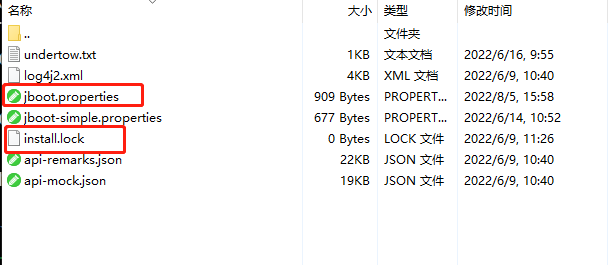 名称 大小 类型 修改时间
.. 文件夹
undertow.txt 1KB 文本文档 2022/6/16, 9:55
log4j2.xml 4KB XML 文档 2022/6/9, 10:40
jboot.properties 909 Bytes PROPERT... 2022/8/5, 15:58
jboot-simple.properties 677 Bytes PROPERT... 2022/6/14, 10:52
install.lock 0 Bytes LOCK 文件 2022/6/9, 11:26
api-remarks.json 22KB JSON 文件 2022/6/9, 10:40
api-mock.json 19KB JSON 文件 2022/6/9, 10:40